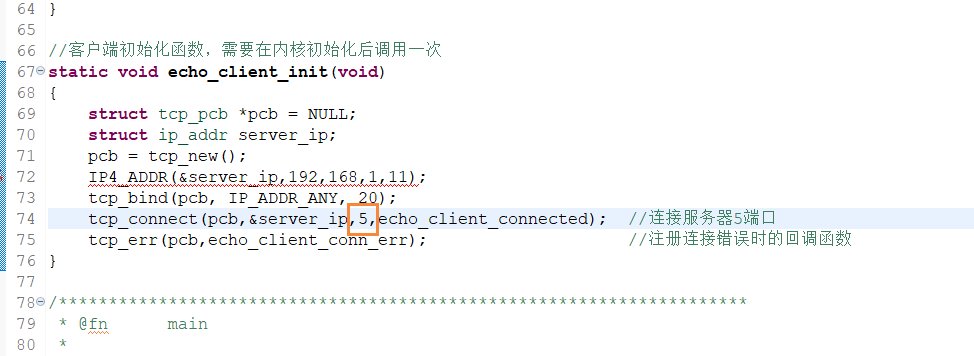 64 }
65
66 //客户端初始化函数，需要在内核初始化后调用一次
67 static void echo_client_init(void)
68 {
69     struct tcp_pcb *pcb = NULL;
70     struct ip_addr server_ip;
71     pcb = tcp_new();
72     IP4_ADDR(&server_ip,192,168,1,11);
73     tcp_bind(pcb, IP_ADDR_ANY, 20);
74     tcp_connect(pcb,&server_ip,5,echo_client_connected);  //连接服务器5端口
75     tcp_err(pcb,echo_client_conn_err);                    //注册连接错误时的回调函数
76 }
77
78 /*********************************************************************
79  * @fn      main
80  *